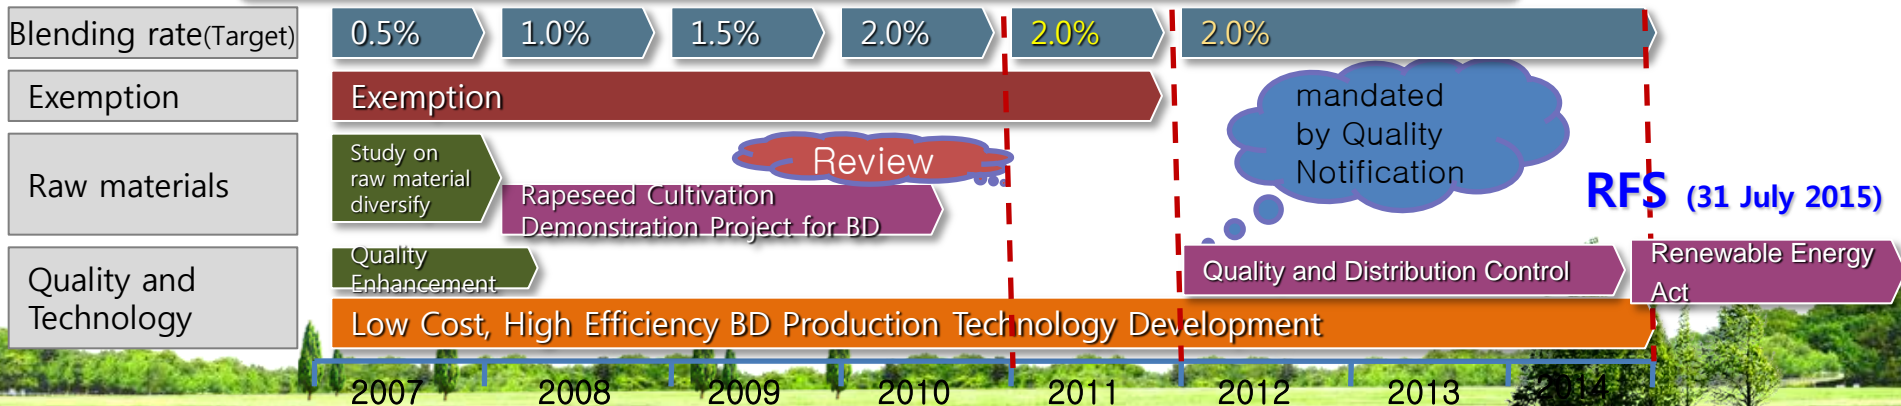 Blending rate(Target)
0.5%
1.0%
1.5%
2.0%
2.0%
2.0%
Exemption
Exemption
mandated
by Quality
Notification
Raw materials
Study on
raw material
diversify
Review
Rapeseed Cultivation
Demonstration Project for BD
RFS (31 July 2015)
Quality and
Technology
Quality
Enhancement
Quality and Distribution Control
Renewable Energy
Act
Low Cost, High Efficiency BD Production Technology Development
2007
2008
2009
2010
2011
2012
2013
2014